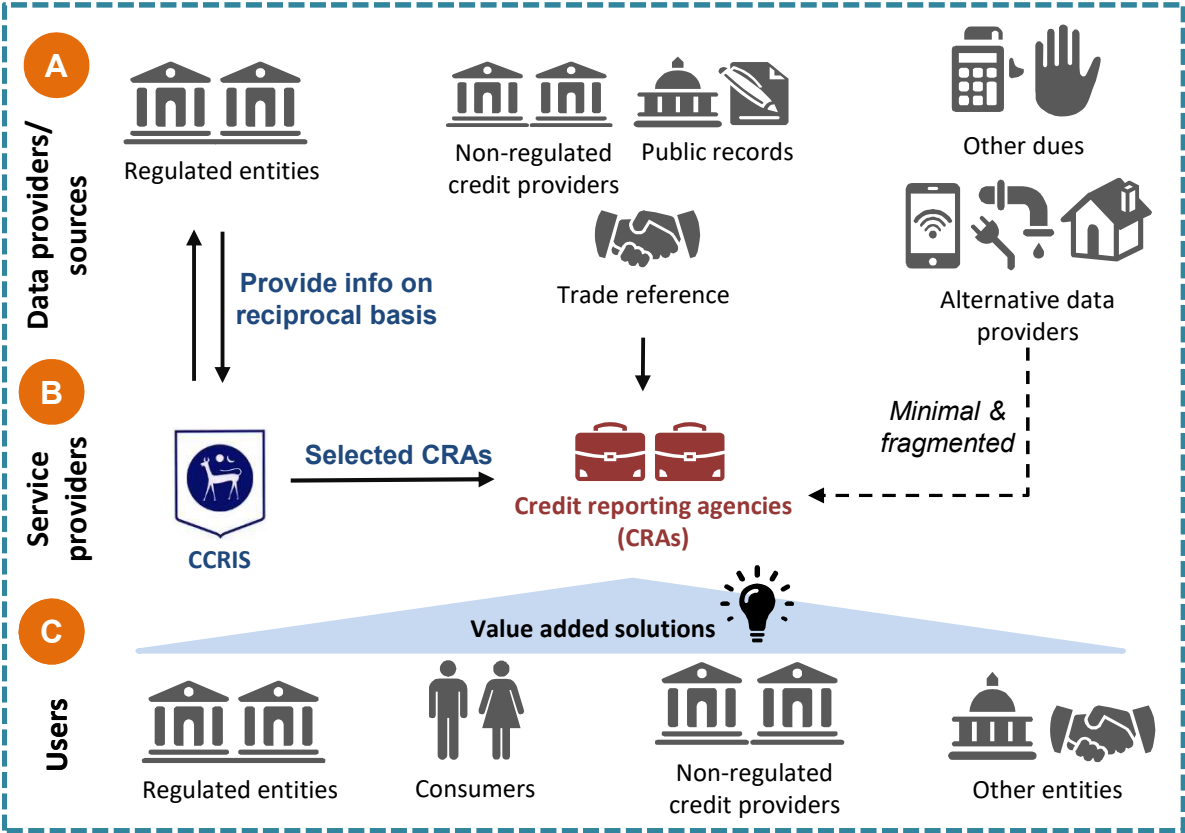 A
Data providers/
sources
Regulated entities
Non-regulated
credit providers
Public records
Trade reference
Other dues
Alternative data
providers
Provide info on
reciprocal basis
B
Service
providers
CCRIS
Selected CRAs
Credit reporting agencies
(CRAs)
Minimal &
fragmented
C
Users
Value added solutions
Regulated entities
Consumers
Non-regulated
credit providers
Other entities